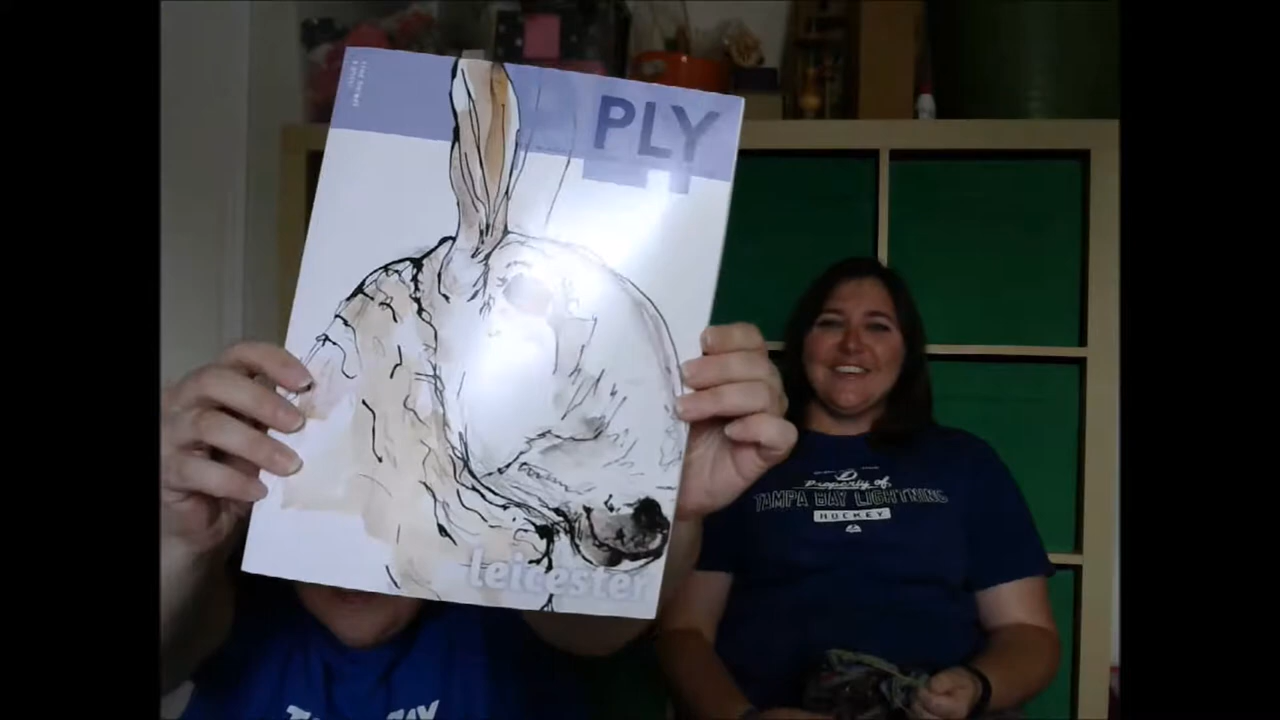 PLY
leicester
Property of
TAMPA BAY LIGHTNING
HOCKEY